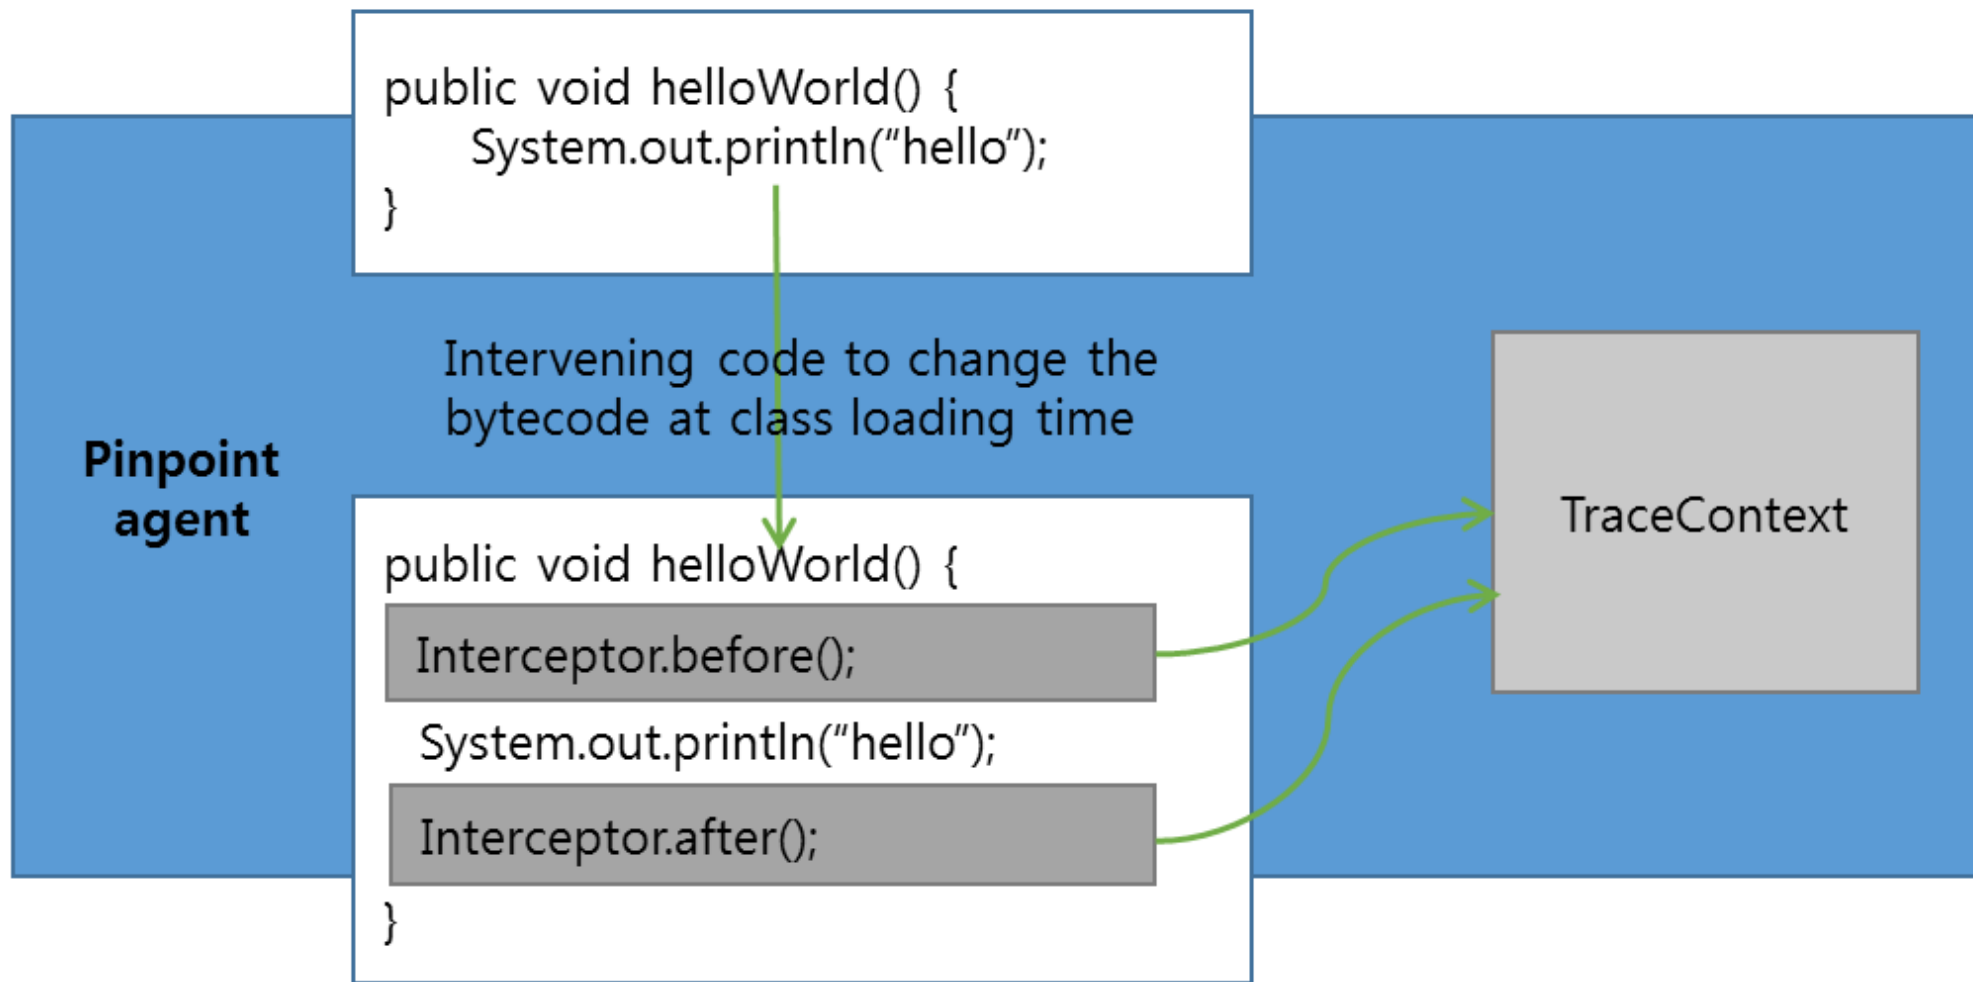 public void helloWorld() {
System.out.println(“hello”);
}
Intervening code to change the
bytecode at class loading time
Pinpoint
agent
public void helloWorld() {
Interceptor.before();
System.out.println(“hello”);
Interceptor.after();
}
TraceContext